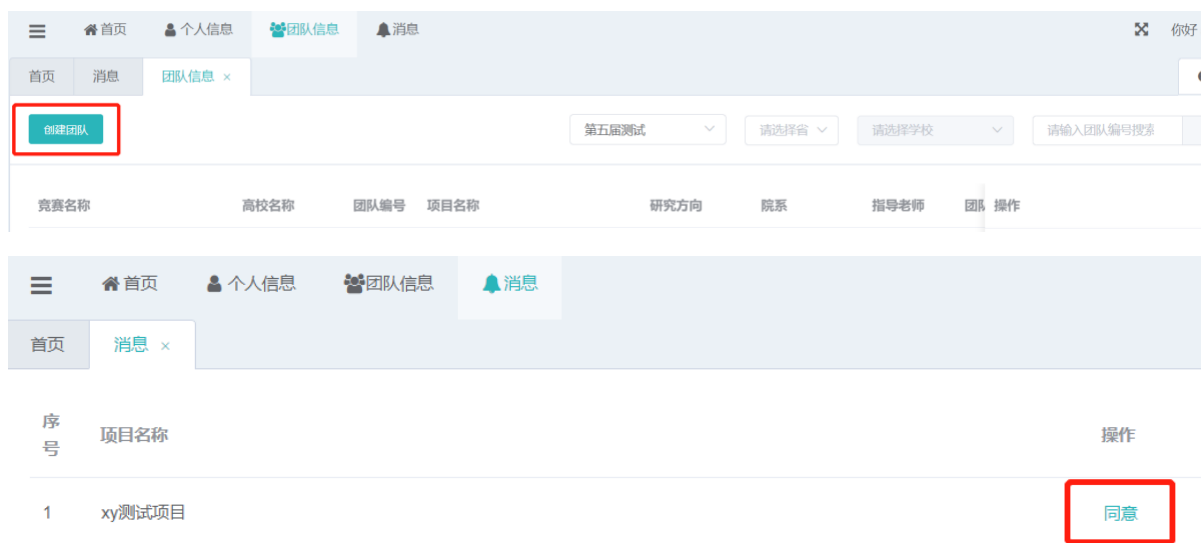 首页 个人信息 团队信息 消息 你好
首页 消息 团队信息 ×
创建团队 第五届测试 请选择省 请选择学校 请输入团队编号搜索
竞赛名称 高校名称 团队编号 项目名称 研究方向 院系 指导老师 团队 操作
首页 个人信息 团队信息 消息
首页 消息 ×
序号 项目名称 操作
1 xy测试项目 同意